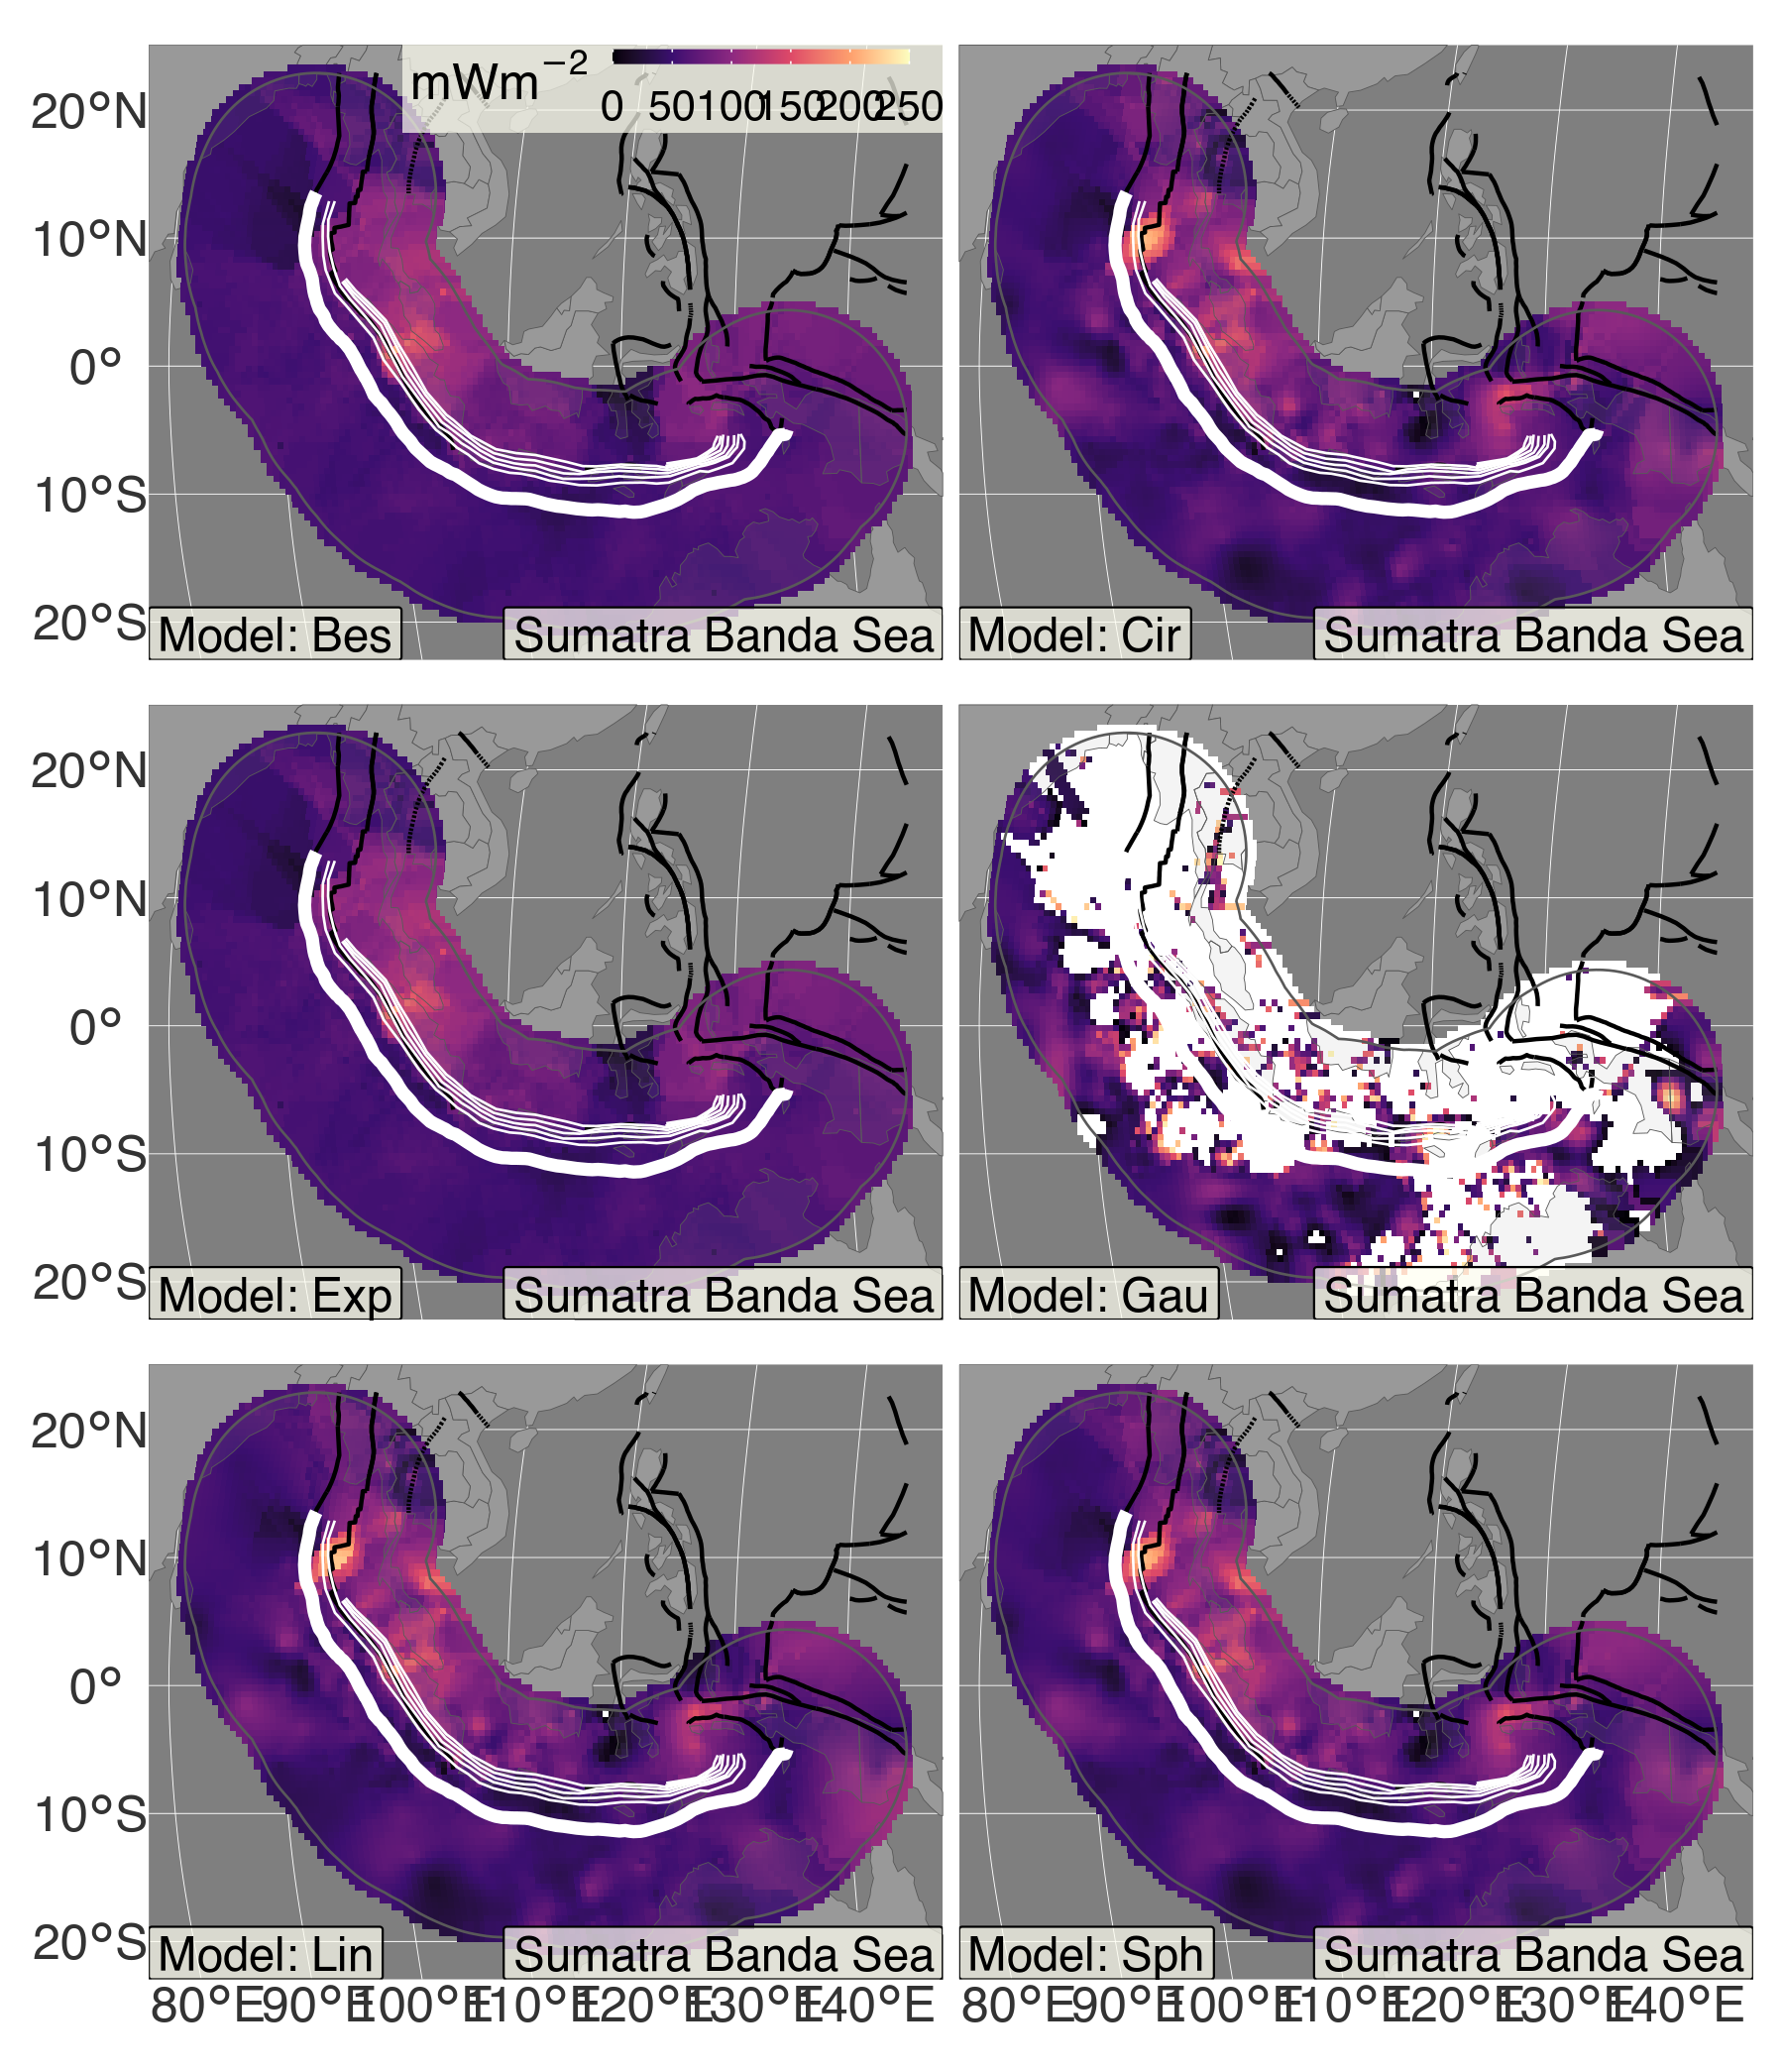 mWm−2
0 50 100 150 200 250
20°N
10°N
0°
10°S
20°S
Model: Bes
Sumatra Banda Sea
Model: Cir
Sumatra Banda Sea
20°N
10°N
0°
10°S
20°S
Model: Exp
Sumatra Banda Sea
Model: Gau
Sumatra Banda Sea
20°N
10°N
0°
10°S
20°S
Model: Lin
Sumatra Banda Sea
Model: Sph
Sumatra Banda Sea
80°E 90°E 100°E 110°E 120°E 130°E 140°E
80°E 90°E 100°E 110°E 120°E 130°E 140°E